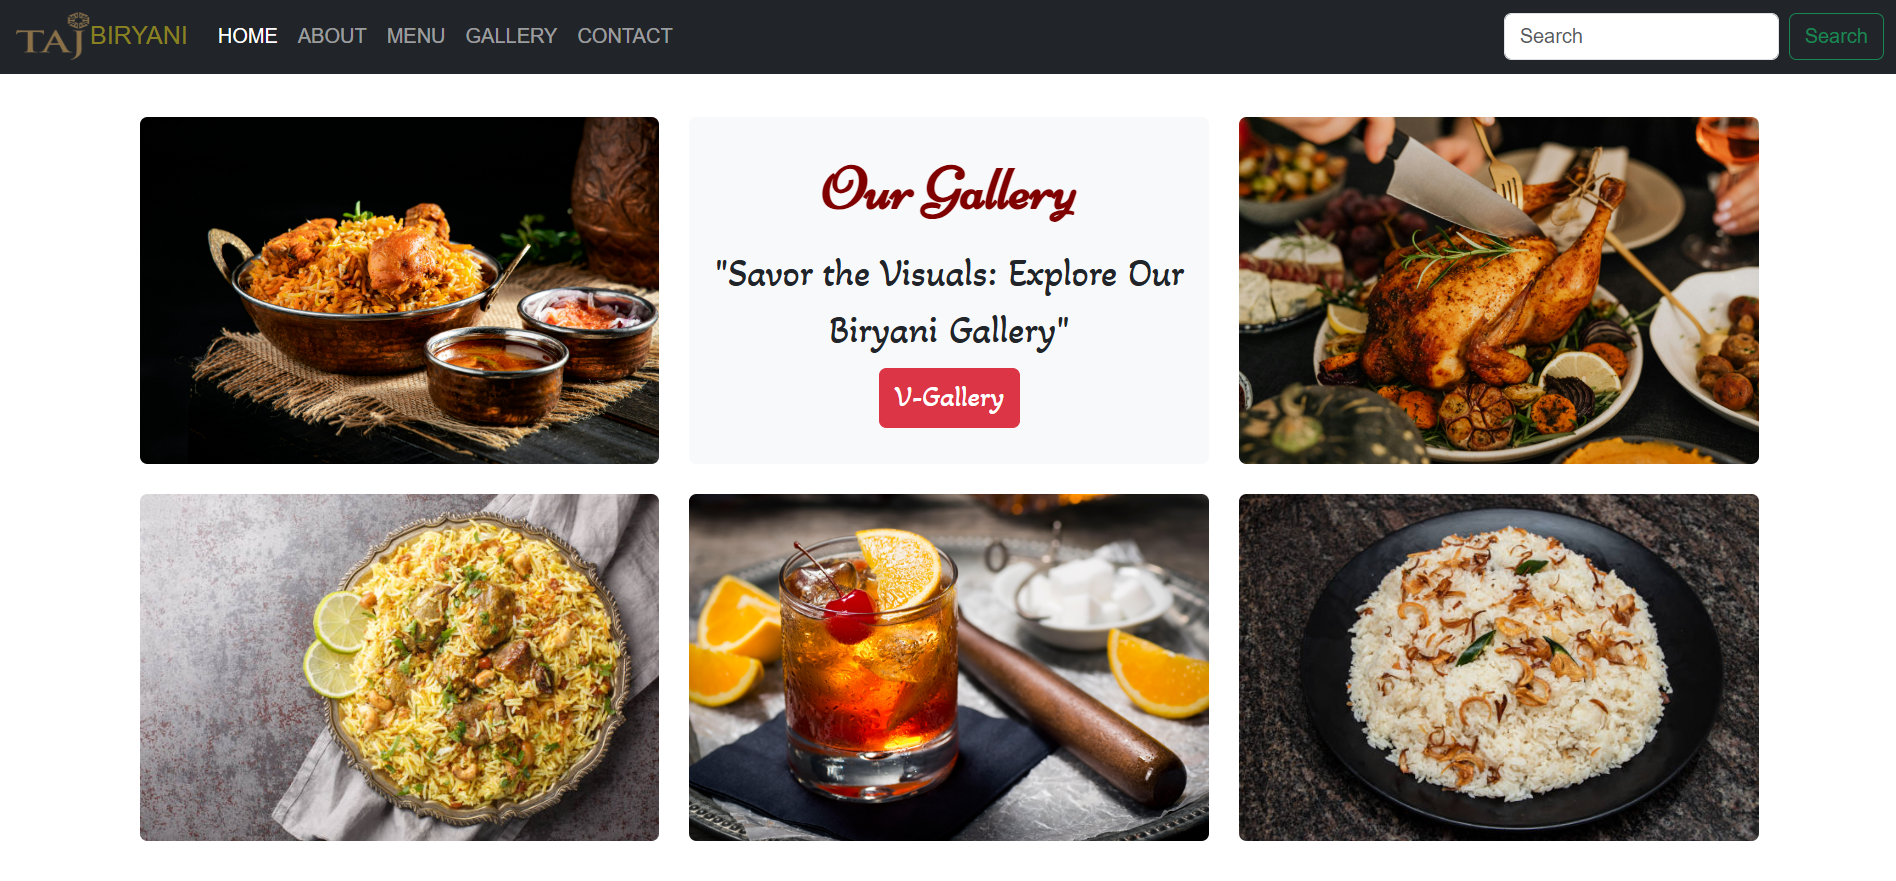 TAJ BIRYANI HOME ABOUT MENU GALLERY CONTACT Search Search
Our Gallery
"Savor the Visuals: Explore Our
Biryani Gallery"
V-Gallery